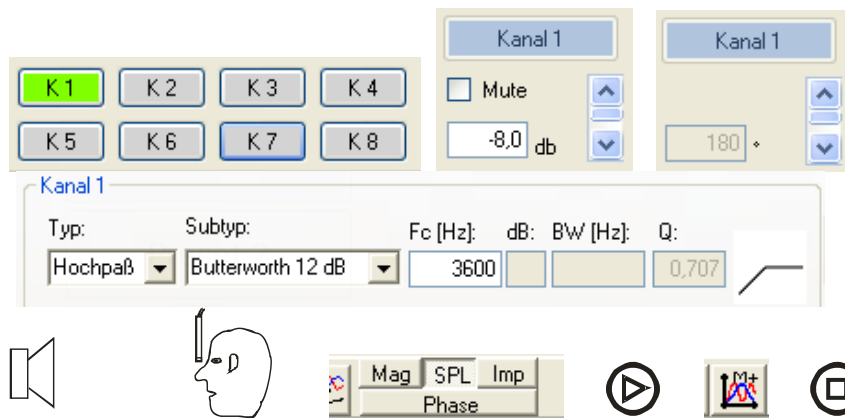 Kanal 1
Kanal 1
K 1 K 2 K 3 K 4
Mute
K 5 K 6 K 7 K 8
-8,0 db
180 °
Kanal 1
Typ: Subtyp: Fc [Hz]: dB: BW [Hz]: Q:
Hochpaß Butterworth 12 dB 3600 0,707
Mag SPL Imp
Phase
M+